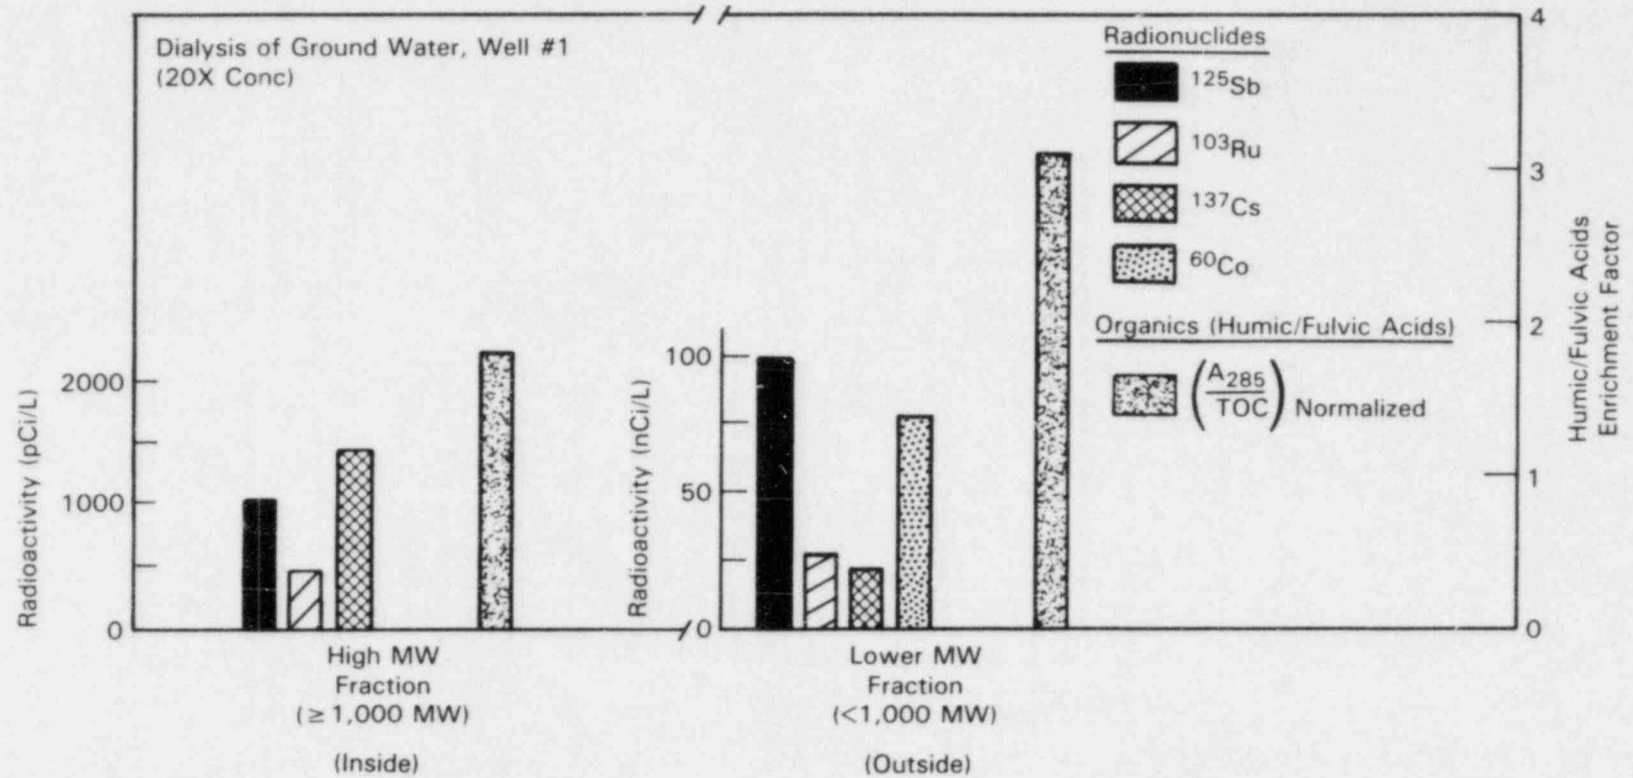 Dialysis of Ground Water, Well #1
(20X Conc)
Radioactivity (pCi/L)
2000
1000
0
High MW
Fraction
(≥ 1,000 MW)
(Inside)
Radioactivity (nCi/L)
100
50
0
Lower MW
Fraction
(<1,000 MW)
(Outside)
Radionuclides
¹²⁵Sb
¹⁰³Ru
¹³⁷Cs
⁶⁰Co
Organics (Humic/Fulvic Acids)
(A₂₈₅/TOC) Normalized
4
3
2
1
0
Humic/Fulvic Acids
Enrichment Factor